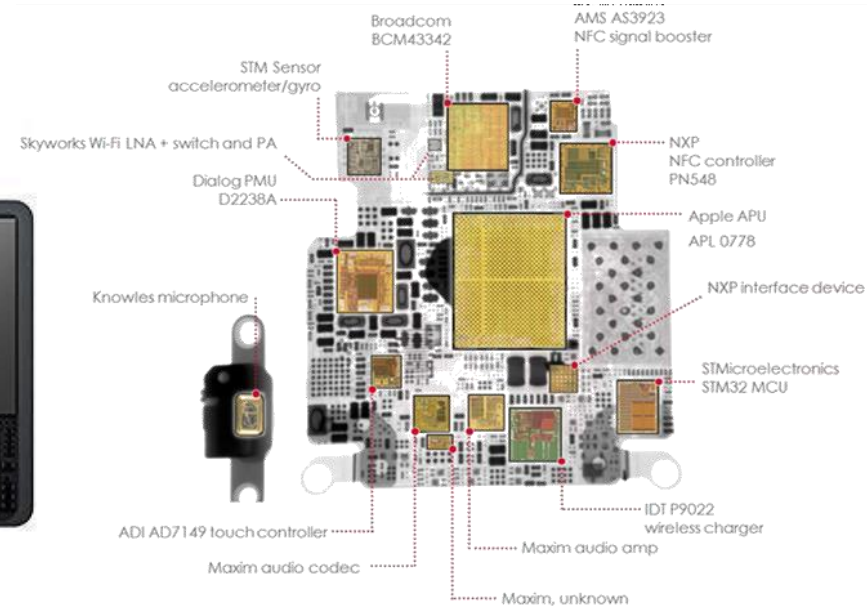 Broadcom
BCM43342
AMS AS3923
NFC signal booster
STM Sensor
accelerometer/gyro
Skyworks Wi-Fi LNA + switch and PA
NXP
NFC controller
PN548
Dialog PMU
D2238A
Apple APU
APL 0778
NXP interface device
Knowles microphone
STMicroelectronics
STM32 MCU
IDT P9022
wireless charger
ADI AD7149 touch controller
Maxim audio amp
Maxim audio codec
Maxim, unknown